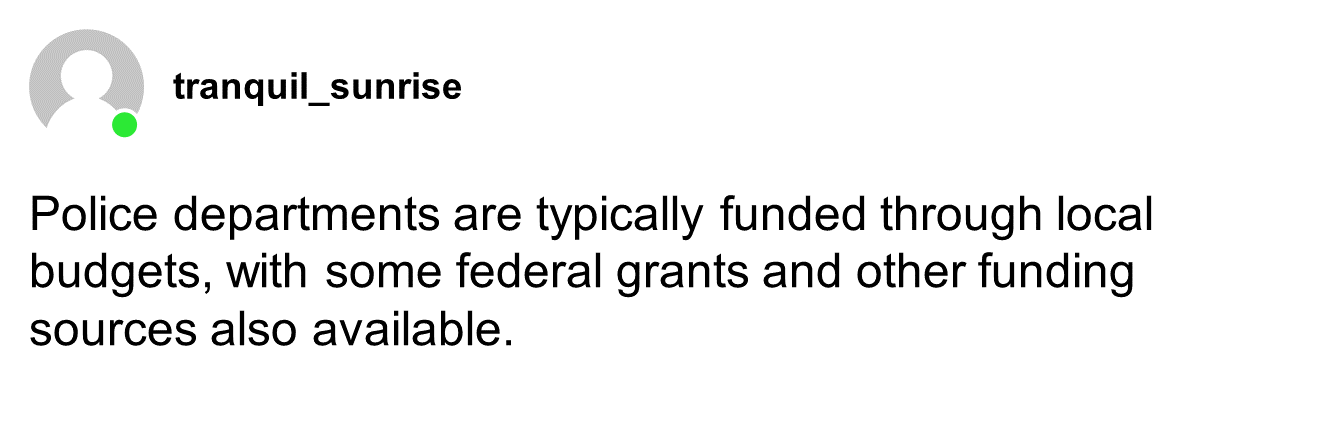 tranquil_sunrise
Police departments are typically funded through local
budgets, with some federal grants and other funding
sources also available.